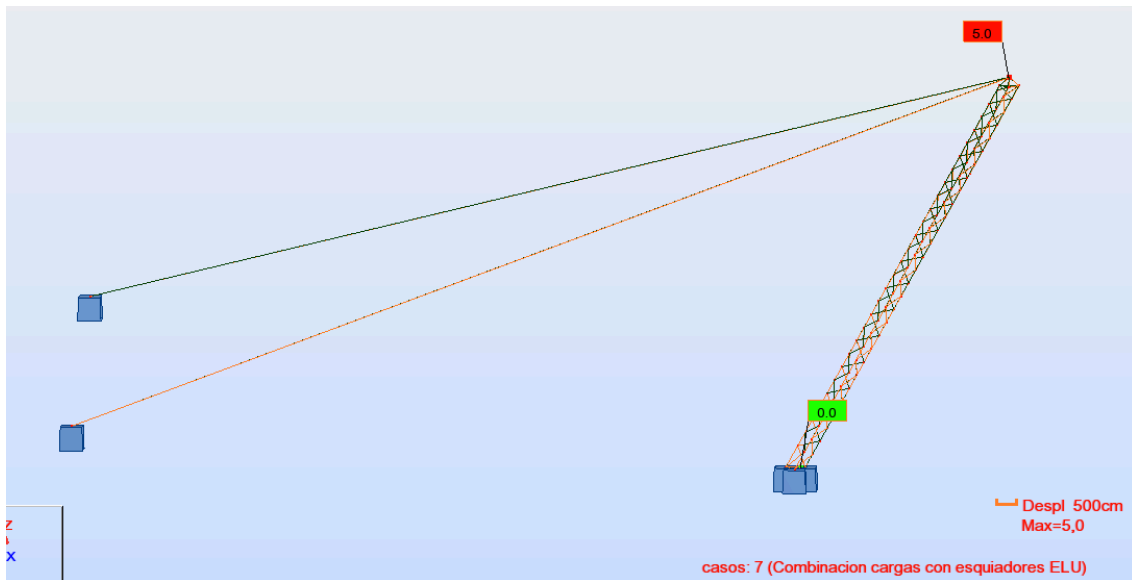 5.0
0.0
Despl 500cm
Max=5,0
Z
X
casos: 7 (Combinacion cargas con esquiadores ELU)